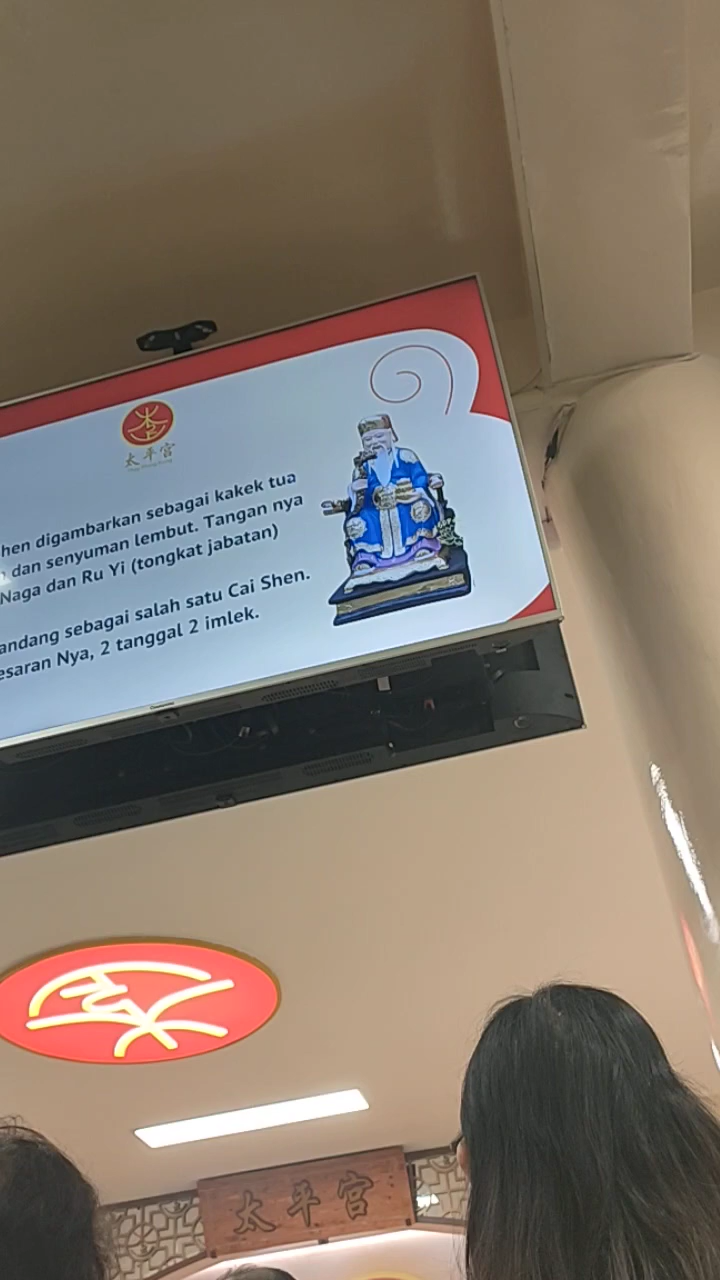 太平宫
hen digambarkan sebagai kakek tua
dan senyuman lembut. Tangan nya
Naga dan Ru Yi (tongkat jabatan)
andang sebagai salah satu Cai Shen.
esaran Nya, 2 tanggal 2 imlek.
太平宫